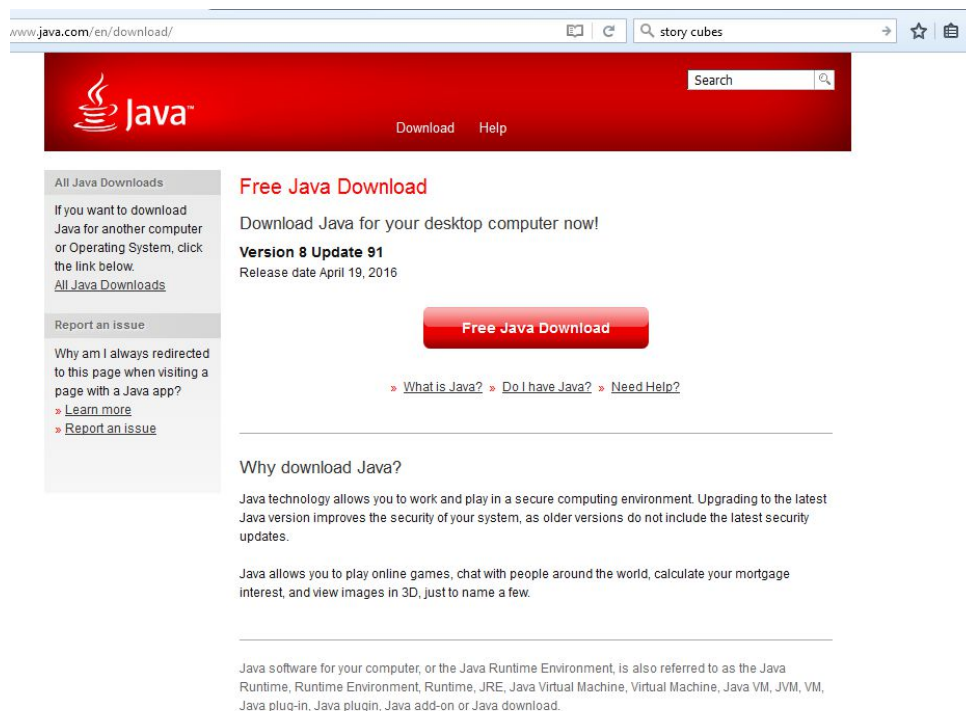 www.java.com/en/download/
story cubes
Java™
Search
Download Help
All Java Downloads
If you want to download
Java for another computer
or Operating System, click
the link below.
All Java Downloads
Report an issue
Why am I always redirected
to this page when visiting a
page with a Java app?
» Learn more
» Report an issue
Free Java Download
Download Java for your desktop computer now!
Version 8 Update 91
Release date April 19, 2016
Free Java Download
» What is Java? » Do I have Java? » Need Help?
Why download Java?
Java technology allows you to work and play in a secure computing environment. Upgrading to the latest
Java version improves the security of your system, as older versions do not include the latest security
updates.
Java allows you to play online games, chat with people around the world, calculate your mortgage
interest, and view images in 3D, just to name a few.
Java software for your computer, or the Java Runtime Environment, is also referred to as the Java
Runtime, Runtime Environment, Runtime, JRE, Java Virtual Machine, Virtual Machine, Java VM, JVM, VM,
Java plug-in, Java plugin, Java add-on or Java download.